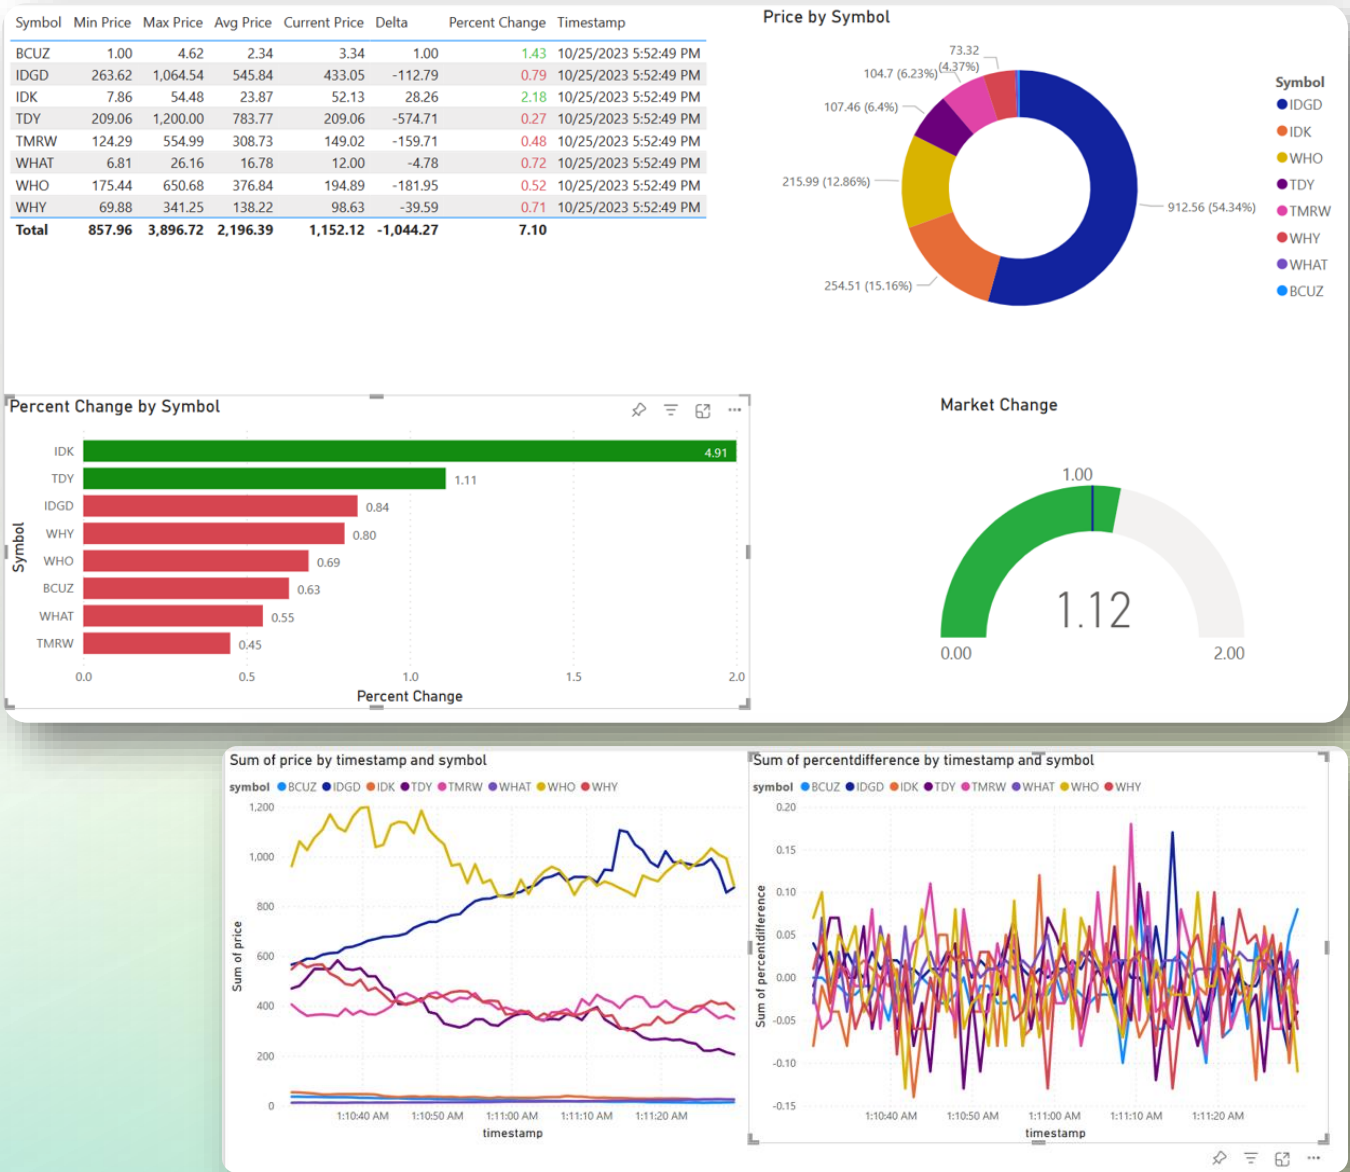 Symbol Min Price Max Price Avg Price Current Price Delta Percent Change Timestamp
BCUZ 1.00 4.62 2.34 3.34 1.00 1.43 10/25/2023 5:52:49 PM
IDGD 263.62 1,064.54 545.84 433.05 -112.79 0.79 10/25/2023 5:52:49 PM
IDK 7.86 54.48 23.87 52.13 28.26 2.18 10/25/2023 5:52:49 PM
TDY 209.06 1,200.00 783.77 209.06 -574.71 0.27 10/25/2023 5:52:49 PM
TMRW 124.29 554.99 308.73 149.02 -159.71 0.48 10/25/2023 5:52:49 PM
WHAT 6.81 26.16 16.78 12.00 -4.78 0.72 10/25/2023 5:52:49 PM
WHO 175.44 650.68 376.84 194.89 -181.95 0.52 10/25/2023 5:52:49 PM
WHY 69.88 341.25 138.22 98.63 -39.59 0.71 10/25/2023 5:52:49 PM
Total 857.96 3,896.72 2,196.39 1,152.12 -1,044.27 7.10
Price by Symbol
73.32
(4.37%)
104.7 (6.23%)
107.46 (6.4%)
215.99 (12.86%)
254.51 (15.16%)
912.56 (54.34%)
Symbol
IDGD
IDK
WHO
TDY
TMRW
WHY
WHAT
BCUZ
Percent Change by Symbol
Symbol
IDK 4.91
TDY 1.11
IDGD 0.84
WHY 0.80
WHO 0.69
BCUZ 0.63
WHAT 0.55
TMRW 0.45
0.0 0.5 1.0 1.5 2.0
Percent Change
Market Change
1.00
1.12
0.00 2.00
Sum of price by timestamp and symbol
symbol BCUZ IDGD IDK TDY TMRW WHAT WHO WHY
Sum of price
1,200
1,000
800
600
400
200
0
1:10:40 AM 1:10:50 AM 1:11:00 AM 1:11:10 AM 1:11:20 AM
timestamp
Sum of percentdifference by timestamp and symbol
symbol BCUZ IDGD IDK TDY TMRW WHAT WHO WHY
Sum of percentdifference
0.20
0.15
0.10
0.05
0.00
-0.05
-0.10
-0.15
1:10:40 AM 1:10:50 AM 1:11:00 AM 1:11:10 AM 1:11:20 AM
timestamp